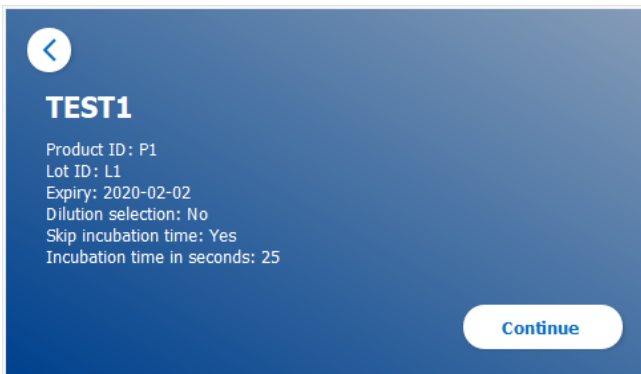 TEST1
Product ID: P1
Lot ID: L1
Expiry: 2020-02-02
Dilution selection: No
Skip incubation time: Yes
Incubation time in seconds: 25
Continue